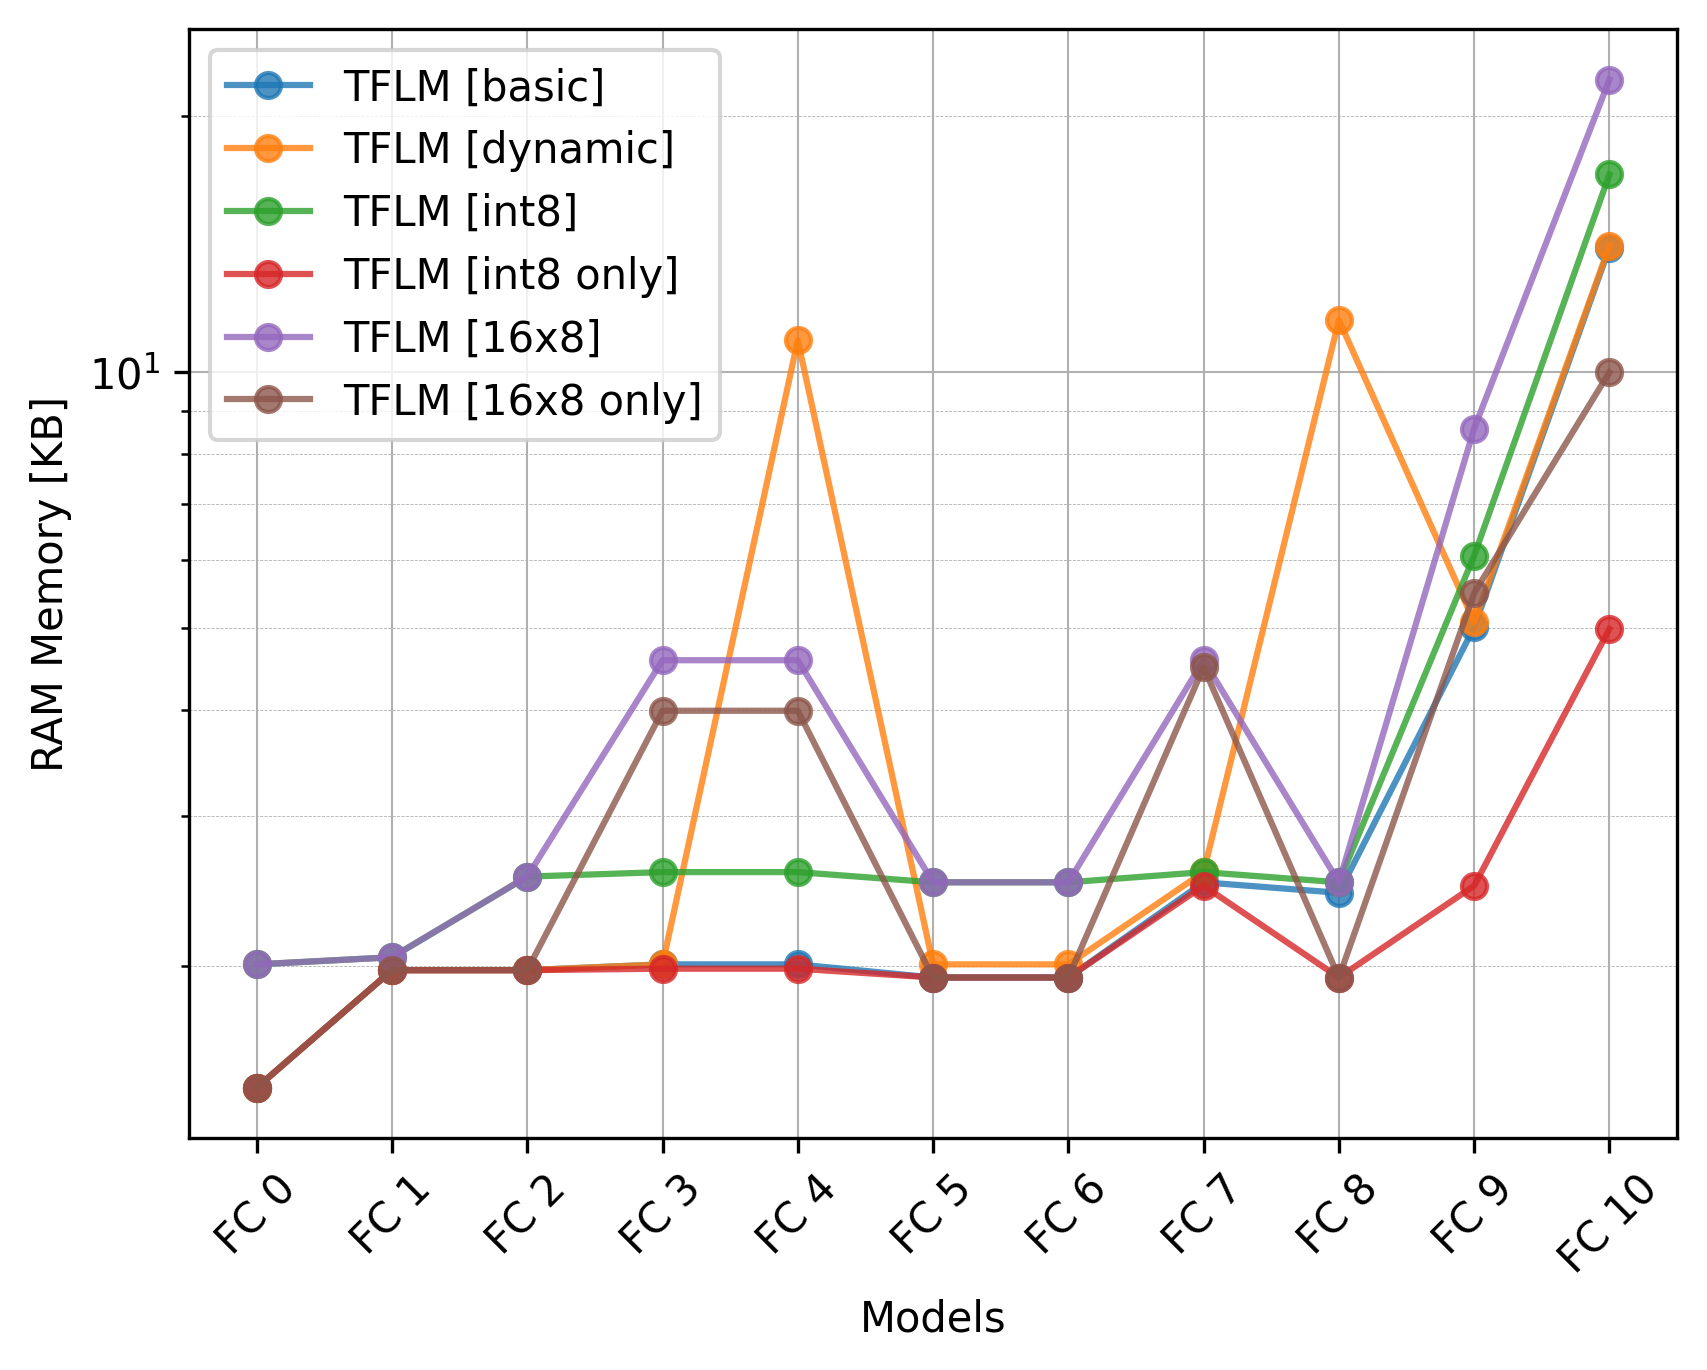 TFLM [basic]
TFLM [dynamic]
TFLM [int8]
TFLM [int8 only]
TFLM [16x8]
TFLM [16x8 only]
10¹
RAM Memory [KB]
FC 0
FC 1
FC 2
FC 3
FC 4
FC 5
FC 6
FC 7
FC 8
FC 9
FC 10
Models